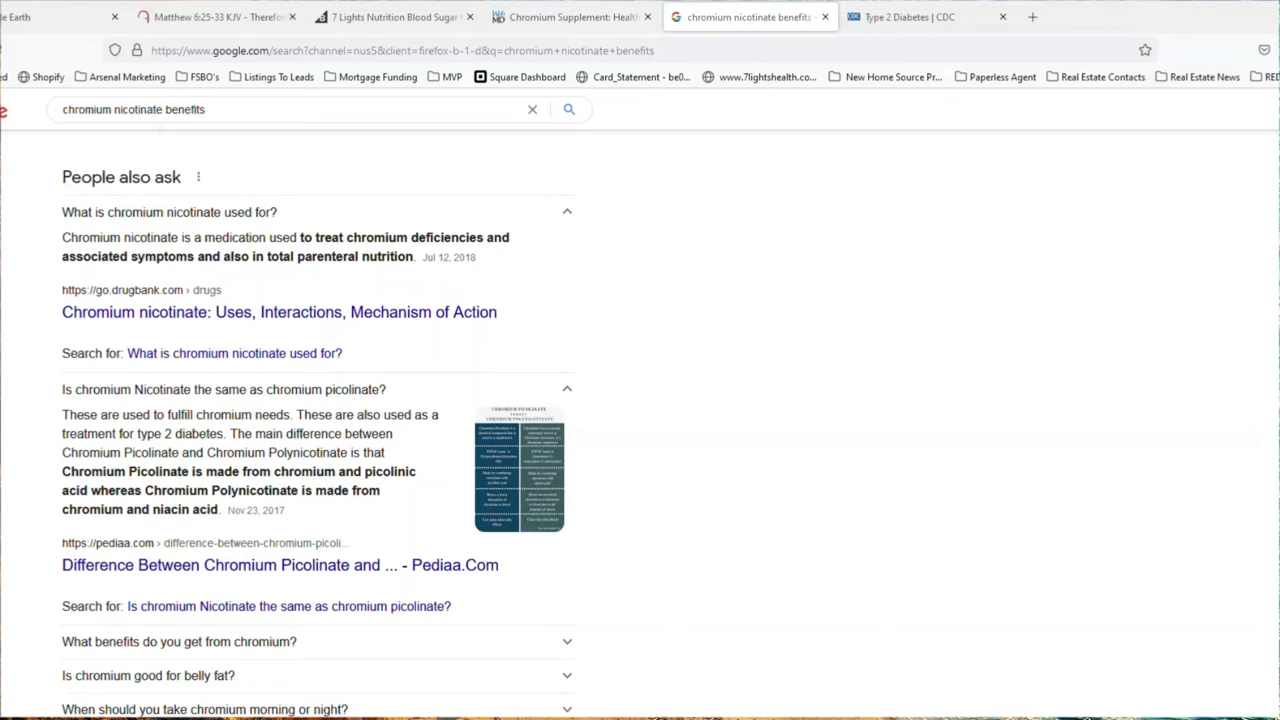 le Earth
Matthew 6:25-33 KJV - Therefo
7 Lights Nutrition Blood Sugar
Chromium Supplement: Health
chromium nicotinate benefits -
Type 2 Diabetes | CDC
https://www.google.com/search?channel=nus5&client=firefox-b-1-d&q=chromium+nicotinate+benefits
ed Shopify Arsenal Marketing FSBO's Listings To Leads Mortgage Funding MVP Square Dashboard Card_Statement - be0... www.7lightshealth.co... New Home Source Pr... Paperless Agent Real Estate Contacts Real Estate News RED
chromium nicotinate benefits
People also ask
What is chromium nicotinate used for?
Chromium nicotinate is a medication used to treat chromium deficiencies and
associated symptoms and also in total parenteral nutrition. Jul 12, 2018
https://go.drugbank.com › drugs
Chromium nicotinate: Uses, Interactions, Mechanism of Action
Search for: What is chromium nicotinate used for?
Is chromium Nicotinate the same as chromium picolinate?
These are used to fulfill chromium needs. These are also used as a
treatment for type 2 diabetes. The main difference between
Chromium Picolinate and Chromium Polynicotinate is that
Chromium Picolinate is made from chromium and picolinic
acid whereas Chromium Polynicotinate is made from
chromium and niacin acid.
CHROMIUM PICOLINATE
https://pediaa.com › difference-between-chromium-picoli...
Difference Between Chromium Picolinate and ... - Pediaa.Com
Search for: Is chromium Nicotinate the same as chromium picolinate?
What benefits do you get from chromium?
Is chromium good for belly fat?
When should you take chromium morning or night?